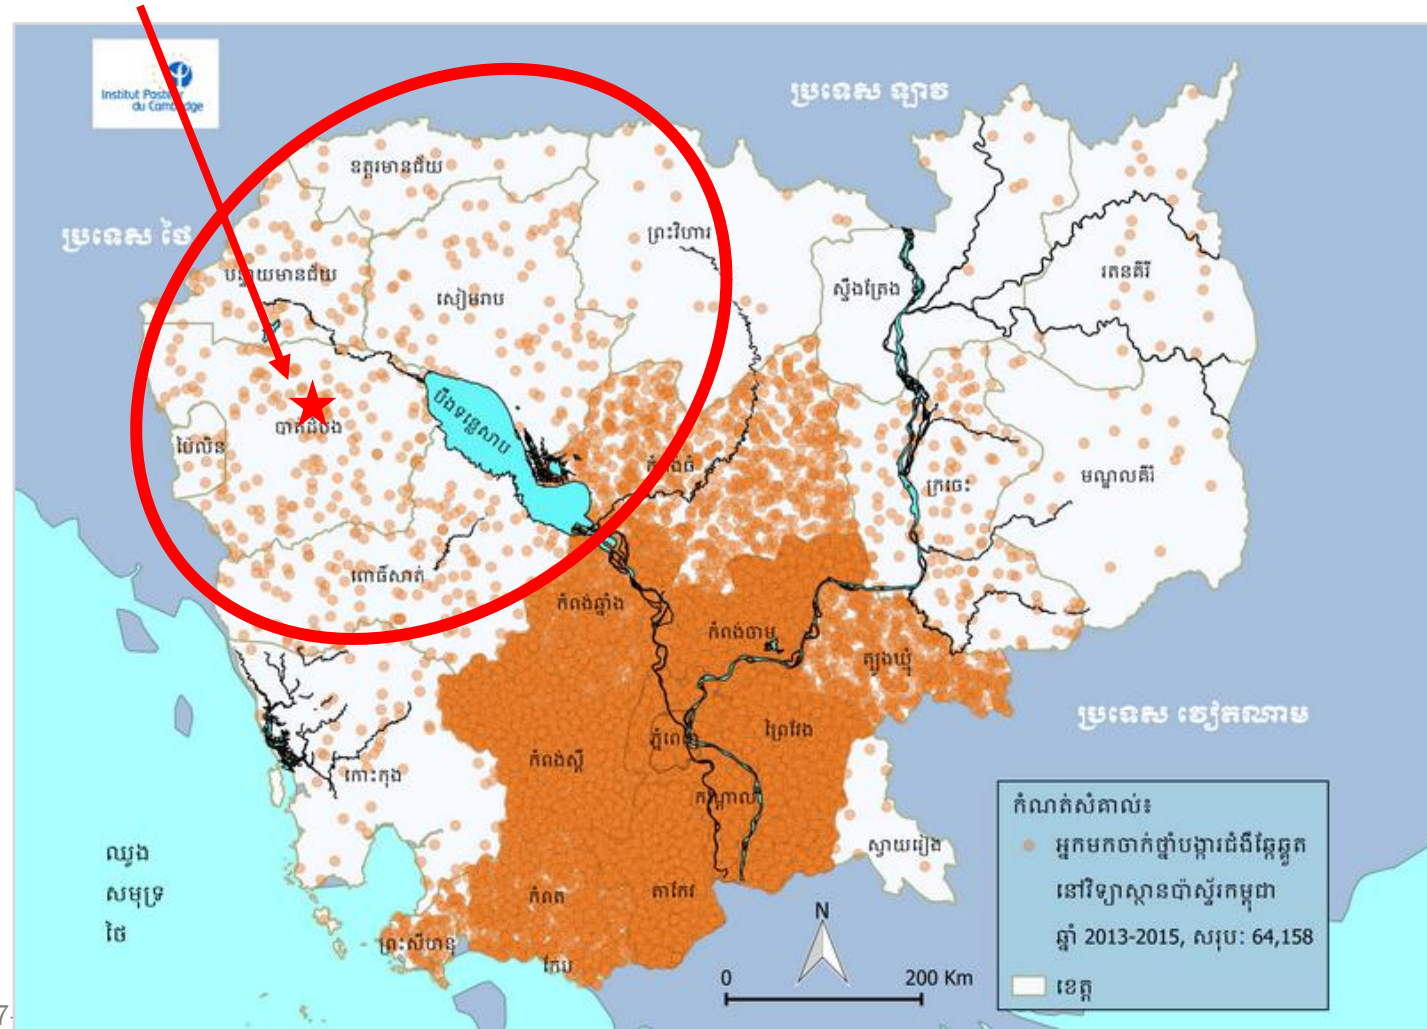 Institut Pasteur
du Cambodge
ប្រទេស ឡាវ
ឧត្តរមានជ័យ
ប្រទេស ថៃ
ព្រះវិហារ
បន្ទាយមានជ័យ
រតនគីរី
សៀមរាប
ស្ទឹងត្រែង
បឹងទន្លេសាប
បាត់ដំបង
ប៉ៃលិន
កំពង់ធំ
ក្រចេះ
មណ្ឌលគីរី
ពោធិ៍សាត់
កំពង់ឆ្នាំង
កំពង់ចាម
ត្បូងឃ្មុំ
ប្រទេស វៀតណាម
ភ្នំពេញ
ព្រៃវែង
កំពង់ស្ពឺ
កោះកុង
កណ្តាល
ស្វាយរៀង
ឈូង
សមុទ្រ
ថៃ
កំពត
តាកែវ
ព្រះសីហនុ
កែប
N
0 200 Km
កំណត់សំគាល់៖
អ្នកមកចាក់ថ្នាំបង្ការជំងឺឆ្កែឆ្កួត
នៅវិទ្យាស្ថានប៉ាស្ទ័រកម្ពុជា
ឆ្នាំ 2013-2015, សរុប: 64,158
ខេត្ត